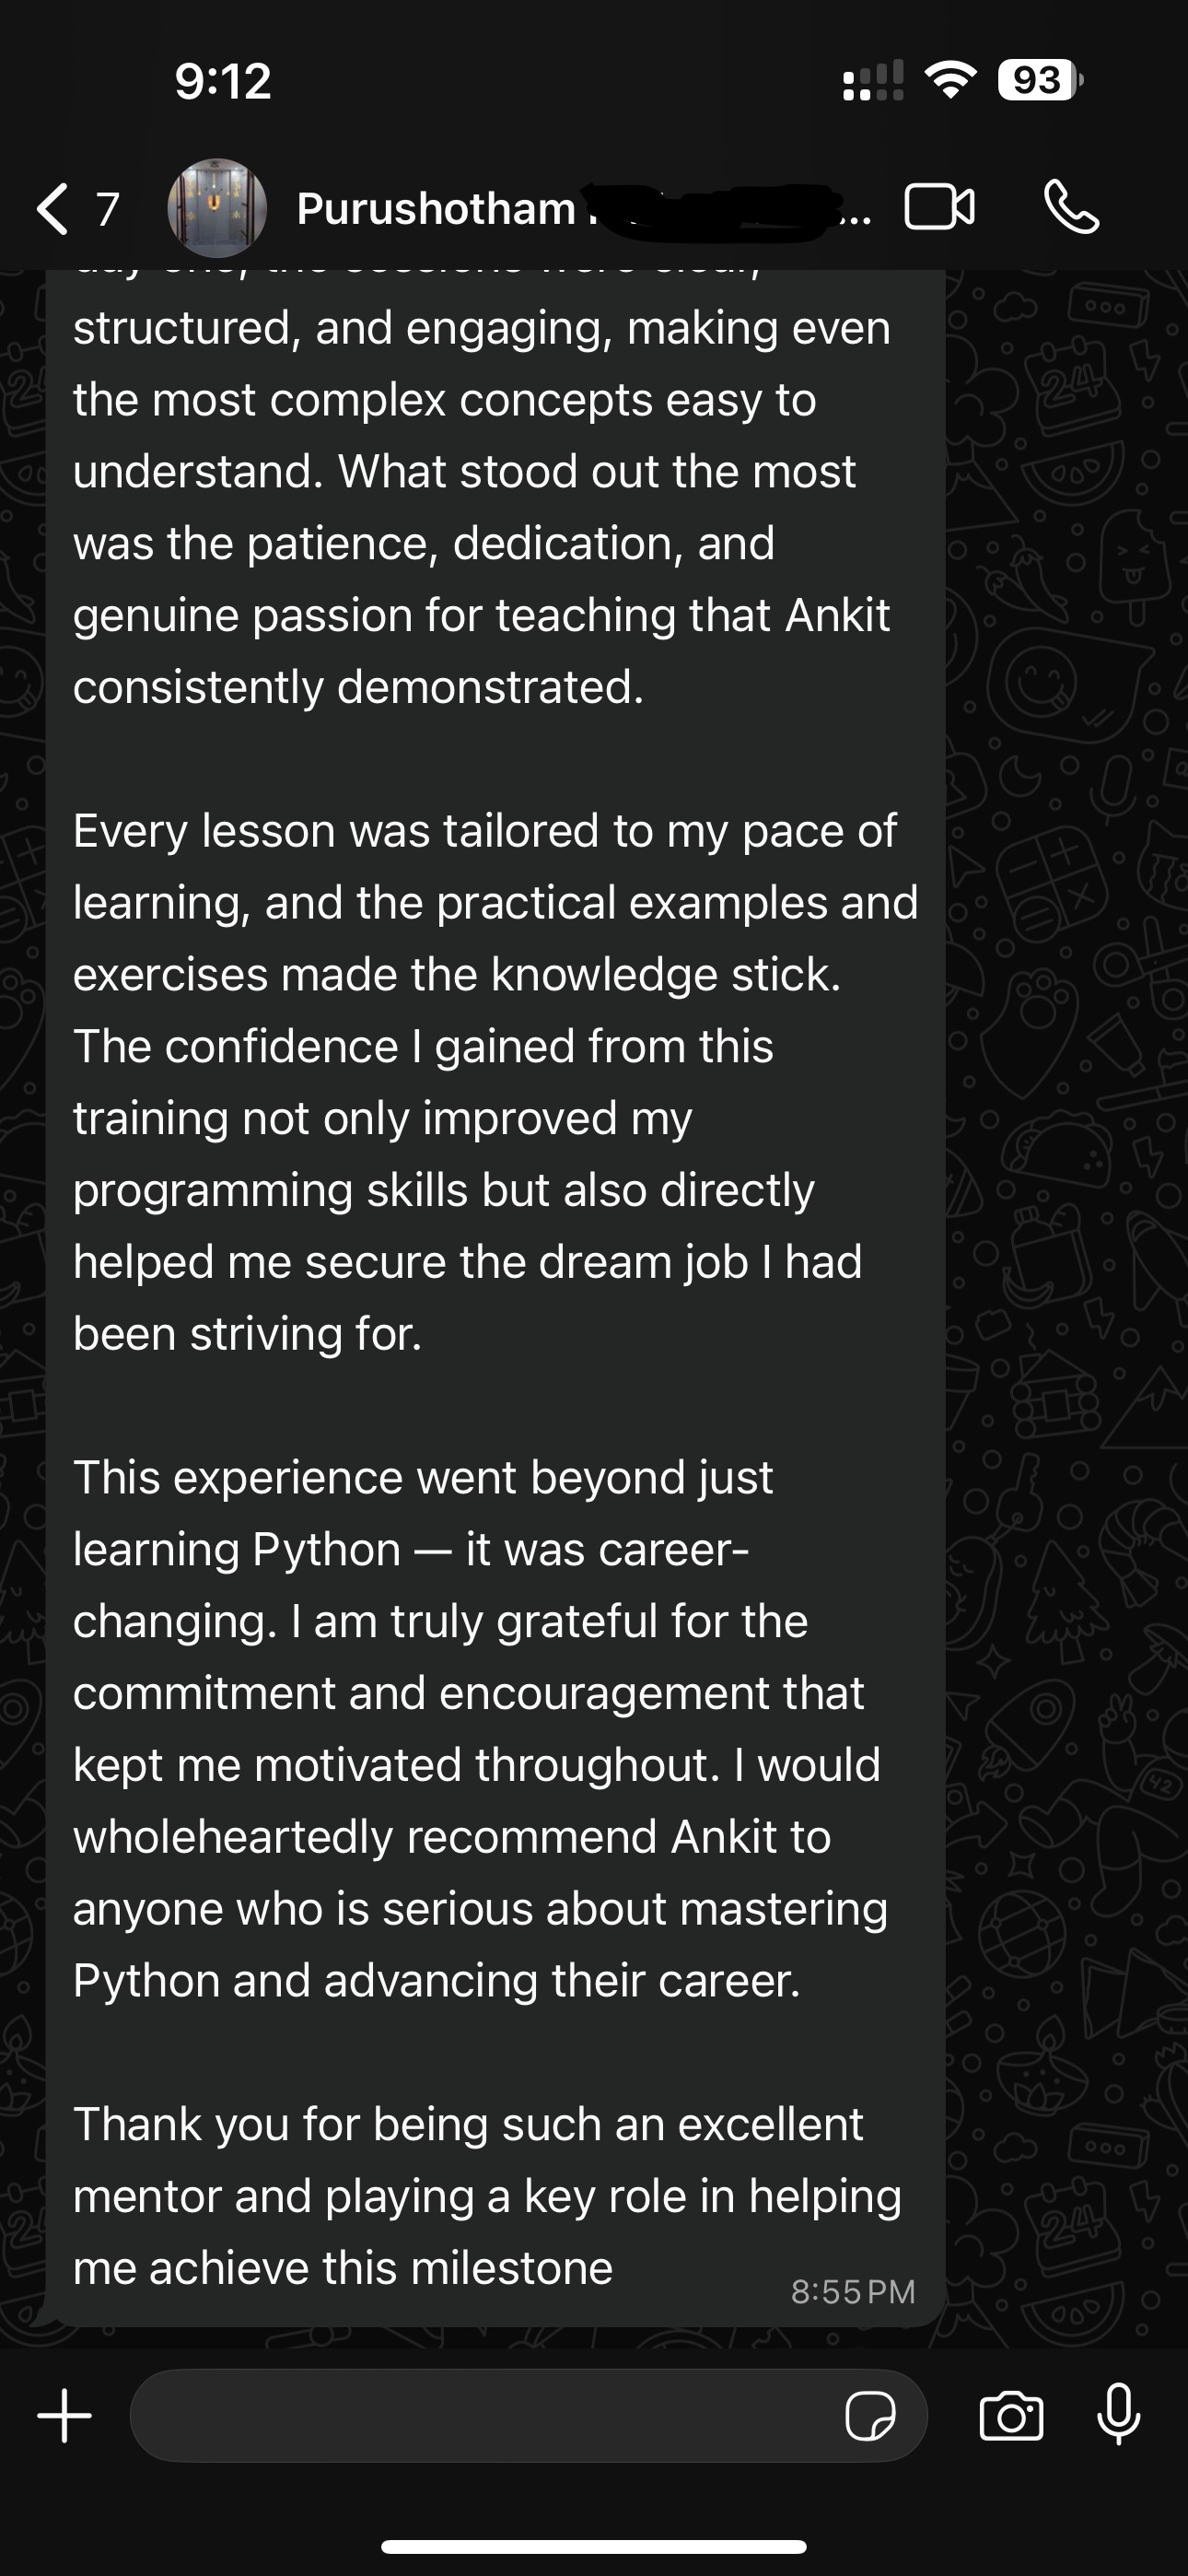 9:12
93
7
Purushotham
structured, and engaging, making even
the most complex concepts easy to
understand. What stood out the most
was the patience, dedication, and
genuine passion for teaching that Ankit
consistently demonstrated.
Every lesson was tailored to my pace of
learning, and the practical examples and
exercises made the knowledge stick.
The confidence I gained from this
training not only improved my
programming skills but also directly
helped me secure the dream job I had
been striving for.
This experience went beyond just
learning Python — it was career-
changing. I am truly grateful for the
commitment and encouragement that
kept me motivated throughout. I would
wholeheartedly recommend Ankit to
anyone who is serious about mastering
Python and advancing their career.
Thank you for being such an excellent
mentor and playing a key role in helping
me achieve this milestone
8:55 PM